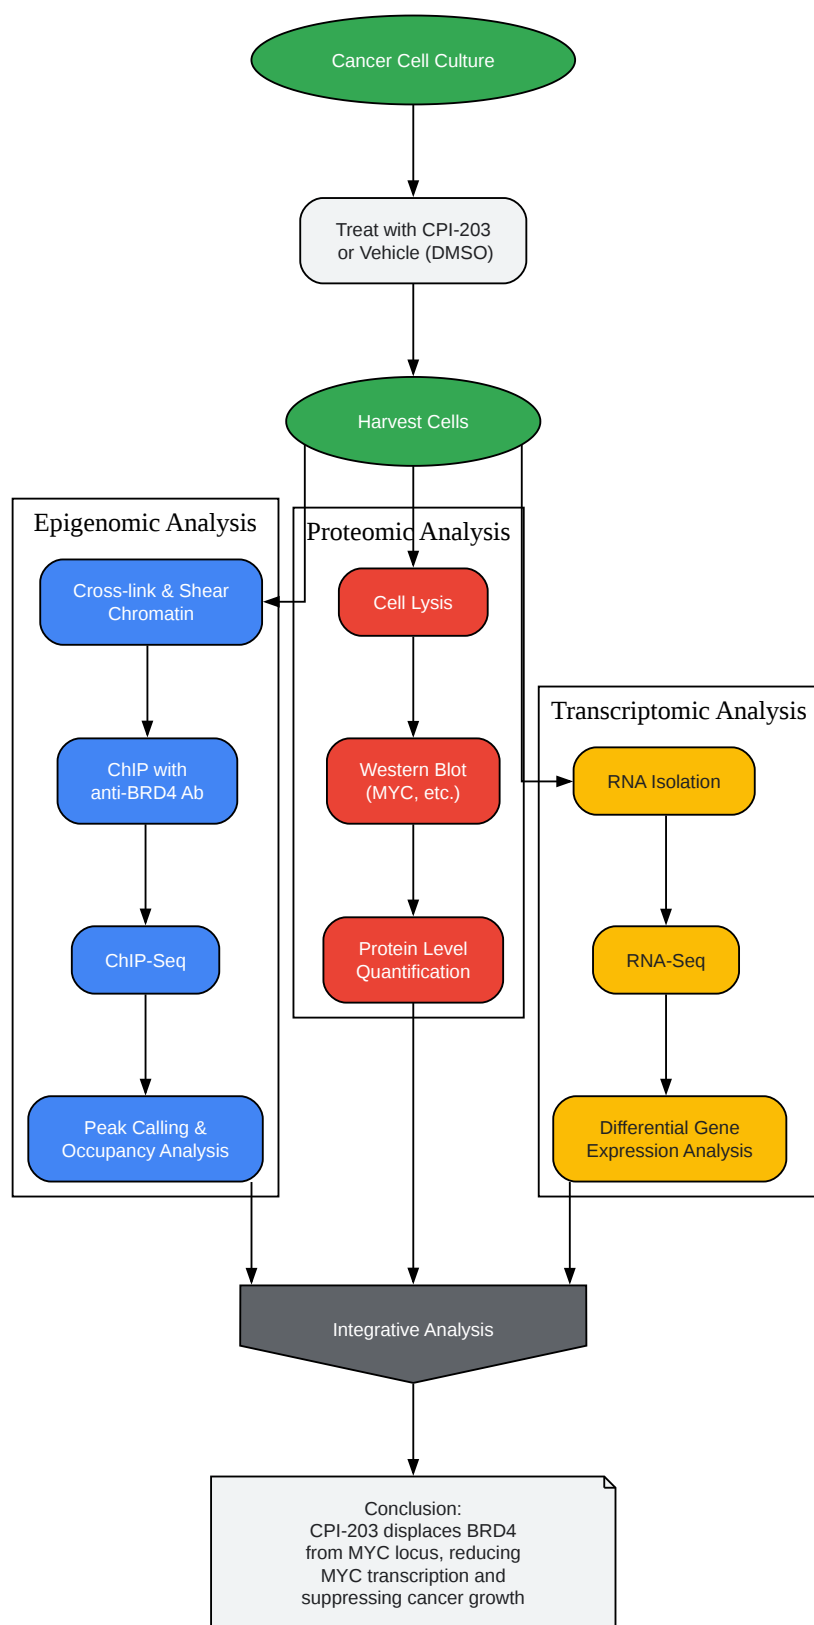 Cancer Cell Culture
Treat with CPI-203
or Vehicle (DMSO)
Harvest Cells
Epigenomic Analysis
Cross-link & Shear
Chromatin
ChIP with
anti-BRD4 Ab
ChIP-Seq
Peak Calling &
Occupancy Analysis
Proteomic Analysis
Cell Lysis
Western Blot
(MYC, etc.)
Protein Level
Quantification
Transcriptomic Analysis
RNA Isolation
RNA-Seq
Differential Gene
Expression Analysis
Integrative Analysis
Conclusion:
CPI-203 displaces BRD4
from MYC locus, reducing
MYC transcription and
suppressing cancer growth